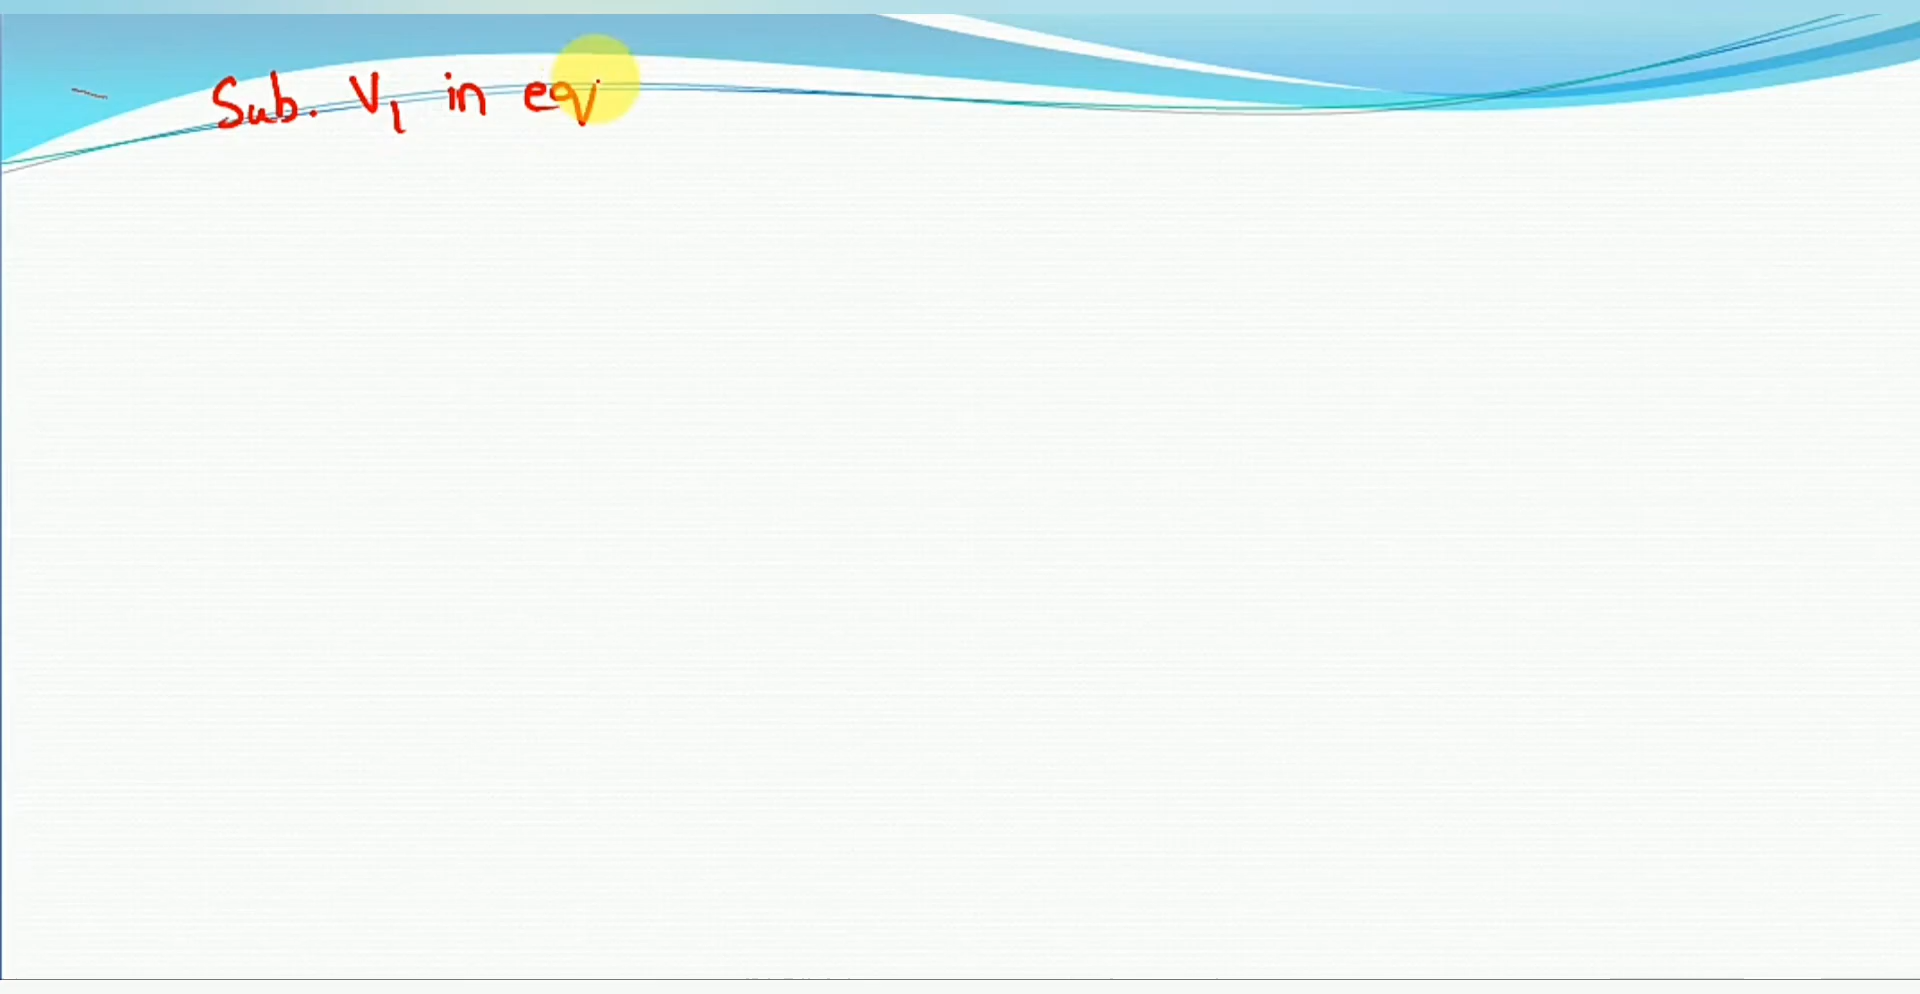 Sub. V₁ in eq